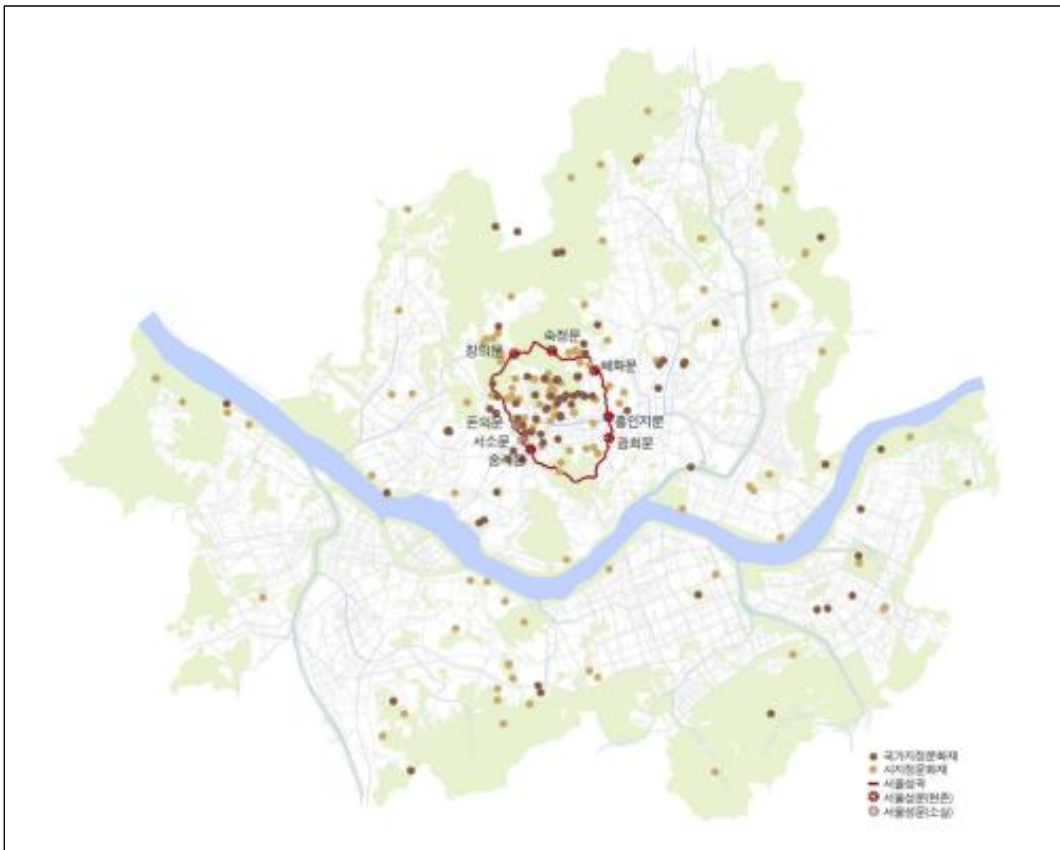 숙정문
창의문
혜화문
돈의문
흥인지문
서소문
광희문
숭례문
국가지정문화재
시지정문화재
서울성곽
서울성문(현존)
서울성문(소실)